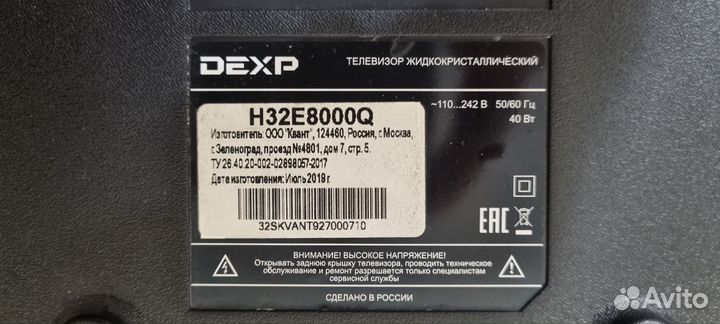 DEXP
ТЕЛЕВИЗОР ЖИДКОКРИСТАЛЛИЧЕСКИЙ
~110...242 В 50/60 Гц
40 Вт
H32E8000Q
Изготовитель: ООО "Квант", 124460, Россия, г. Москва,
г. Зеленоград, проезд №4801, дом 7, стр. 5.
ТУ 26.40.20-002-02898057-2017
Дата изготовления: Июль 2019 г.
32SKVANT927000710
EAC
ВНИМАНИЕ! ВЫСОКОЕ НАПРЯЖЕНИЕ!
Открывать заднюю крышку телевизора, проводить техническое
обслуживание и ремонт разрешается только специалистам
сервисной службы
СДЕЛАНО В РОССИИ
Avito